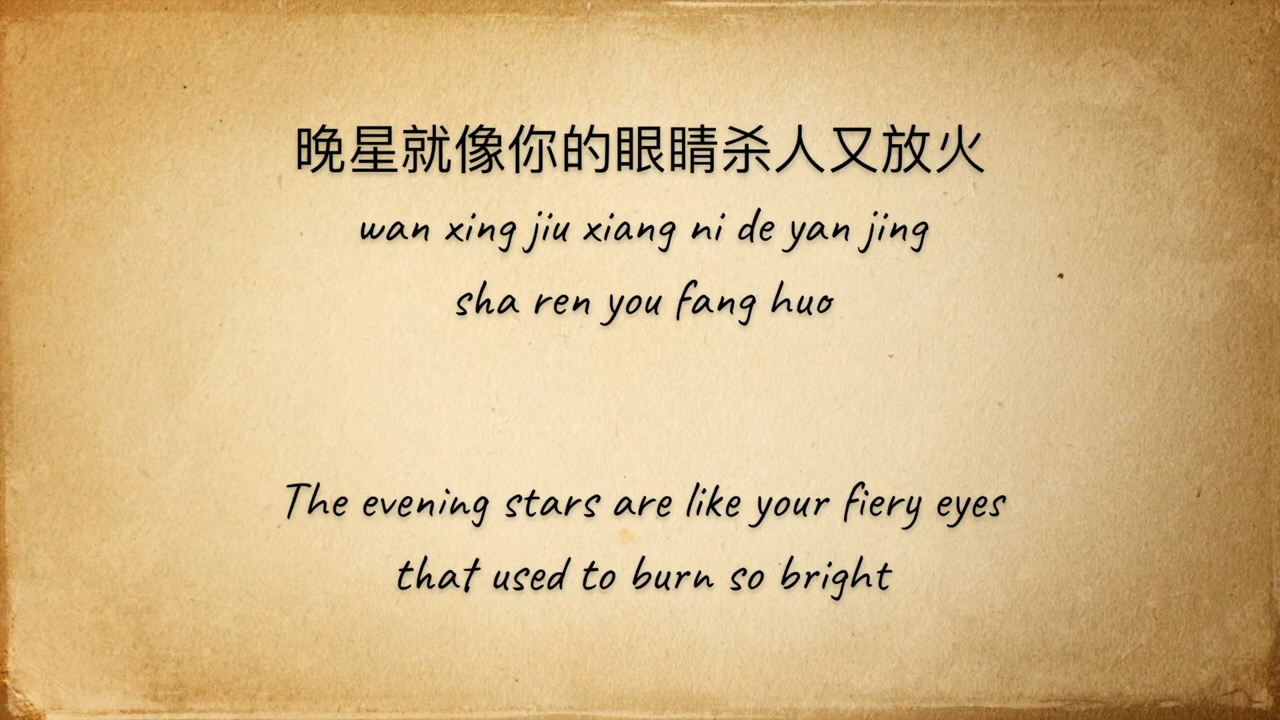 晚星就像你的眼睛杀人又放火
wan xing jiu xiang ni de yan jing
sha ren you fang huo
The evening stars are like your fiery eyes
that used to burn so bright